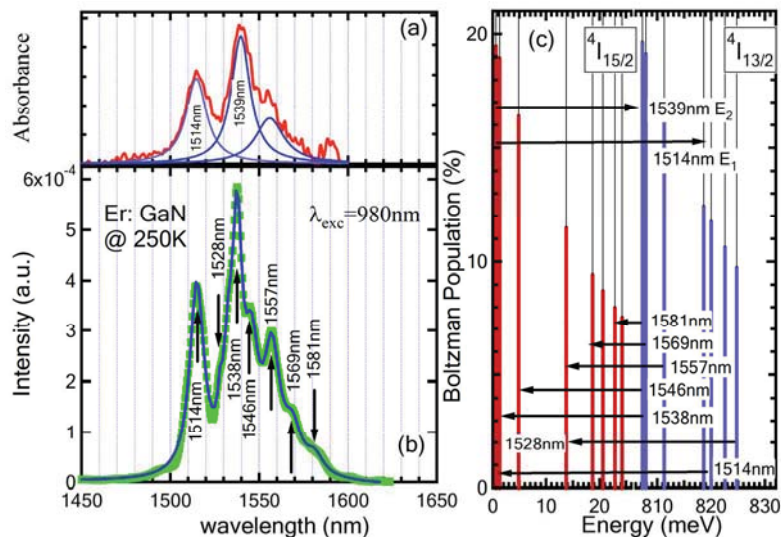 (a)
Absorbance
1514nm
1539nm
6x10⁻⁴
5
4
3
2
1
0
Intensity (a.u.)
Er: GaN
@ 250K
λexc=980nm
1514nm
1528nm
1538nm
1546nm
1557nm
1569nm
1581nm
(b)
1450 1500 1550 1600 1650
wavelength (nm)
(c)
20
10
0
Boltzman Population (%)
⁴I₁₅/₂
⁴I₁₃/₂
1539nm E₂
1514nm E₁
1581nm
1569nm
1557nm
1546nm
1538nm
1528nm
1514nm
0 10 20 810 820 832
Energy (meV)